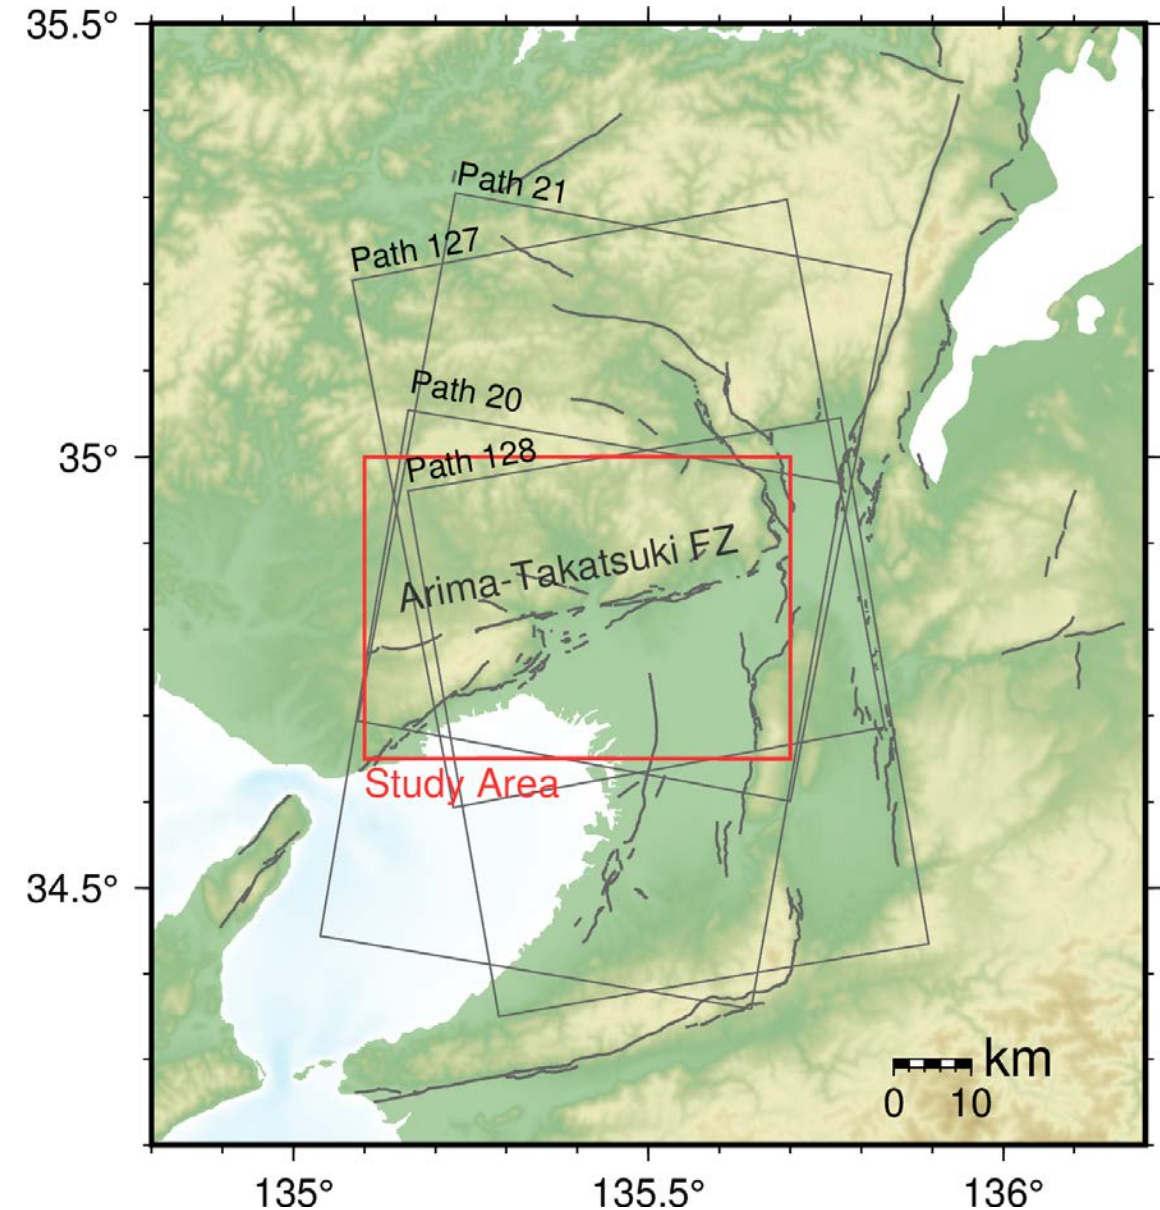 35.5°
Path 21
Path 127
Path 20
35°
Path 128
Arima-Takatsuki FZ
Study Area
34.5°
km
0 10
135° 135.5° 136°